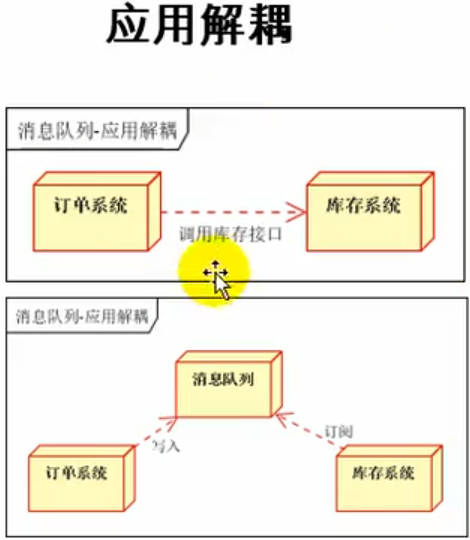 应用解耦
消息队列-应用解耦
订单系统
库存系统
调用库存接口
消息队列-应用解耦
消息队列
写入
订阅
订单系统
库存系统